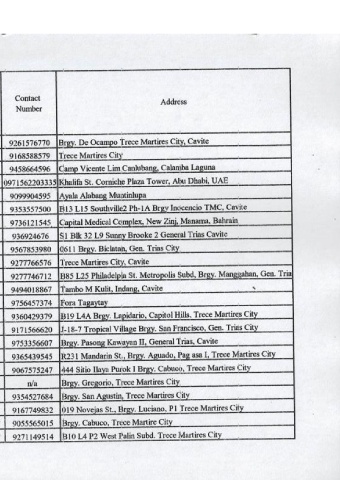 Contact Number Address
9261576770 Brgy. De Ocampo Trece Martires City, Cavite
9168588579 Trece Martires City
9458664596 Camp Vicente Lim Canlubang, Calamba Laguna
0971562203335 Khalifa St. Corniche Plaza Tower, Abu Dhabi, UAE
9099904595 Ayala Alabang Muntinlupa
9353557500 B13 L15 Southville2 Ph-1A Brgy Inocencio TMC, Cavite
9736121545 Capital Medical Complex, New Zinj, Manama, Bahrain
936924676 S1 Blk 32 L9 Sunny Brooke 2 General Trias Cavite
9567853980 0611 Brgy. Biclatan, Gen. Trias City
9277766576 Trece Martires City, Cavite
9277746712 B85 L25 Philadelpia St. Metropolis Subd, Brgy. Manggahan, Gen. Tria
9494018867 Tambo M Kulit, Indang, Cavite
9756457374 Fora Tagaytay
9360429379 B19 L4A Brgy. Lapidario, Capitol Hills, Trece Martires City
9171566620 J-18-7 Tropical Village Brgy. San Francisco, Gen. Trias City
9753356607 Brgy. Pasong Kawayan II, General Trias, Cavite
9365439545 R231 Mandarin St., Brgy. Aguado, Pag asa I, Trece Martires City
9067575247 444 Sitio Ilaya Purok I Brgy. Cabuco, Trece Martires City
n/a Brgy. Gregorio, Trece Martires City
9354527684 Brgy. San Agustin, Trece Martires City
9167749832 019 Novejas St., Brgy. Luciano, P1 Trece Martires City
9055565015 Brgy. Cabuco, Trece Martire City
9271149514 B10 L4 P2 West Palin Subd. Trece Martires City